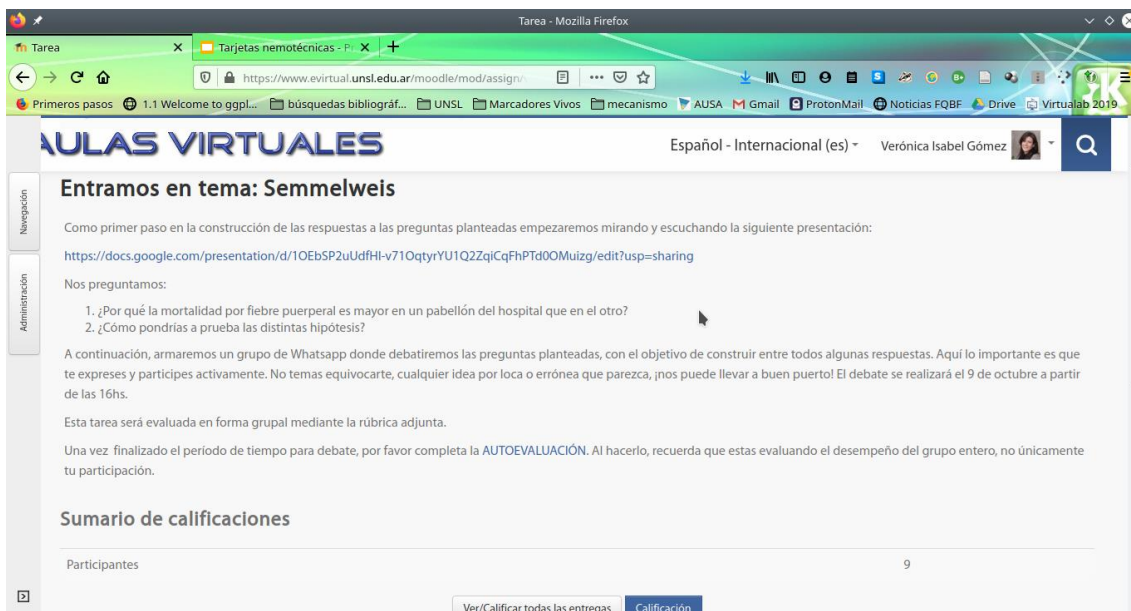 Tarea - Mozilla Firefox
Tarea
Tarjetas nemotécnicas - P
https://www.evirtual.unsl.edu.ar/moodle/mod/assign/
Primeros pasos 1.1 Welcome to ggpl... búsquedas bibliográf... UNSL Marcadores Vivos mecanismo AUSA Gmail ProtonMail Noticias FQBF Drive Virtualab 2019
AULAS VIRTUALES
Español - Internacional (es)
Verónica Isabel Gómez
Navegación
Administración
Entramos en tema: Semmelweis
Como primer paso en la construcción de las respuestas a las preguntas planteadas empezaremos mirando y escuchando la siguiente presentación:
https://docs.google.com/presentation/d/1OEbSP2uUdfHI-v71OqtyrYU1Q2ZqiCqFhPTd0OMuizg/edit?usp=sharing
Nos preguntamos:
1. ¿Por qué la mortalidad por fiebre puerperal es mayor en un pabellón del hospital que en el otro?
2. ¿Cómo pondrías a prueba las distintas hipótesis?
A continuación, armaremos un grupo de Whatsapp donde debatiremos las preguntas planteadas, con el objetivo de construir entre todos algunas respuestas. Aquí lo importante es que
te expreses y participes activamente. No temas equivocarte, cualquier idea por loca o errónea que parezca, ¡nos puede llevar a buen puerto! El debate se realizará el 9 de octubre a partir
de las 16hs.
Esta tarea será evaluada en forma grupal mediante la rúbrica adjunta.
Una vez finalizado el período de tiempo para debate, por favor completa la AUTOEVALUACIÓN. Al hacerlo, recuerda que estas evaluando el desempeño del grupo entero, no únicamente
tu participación.
Sumario de calificaciones
Participantes 9
Ver/Calificar todas las entregas
Calificación